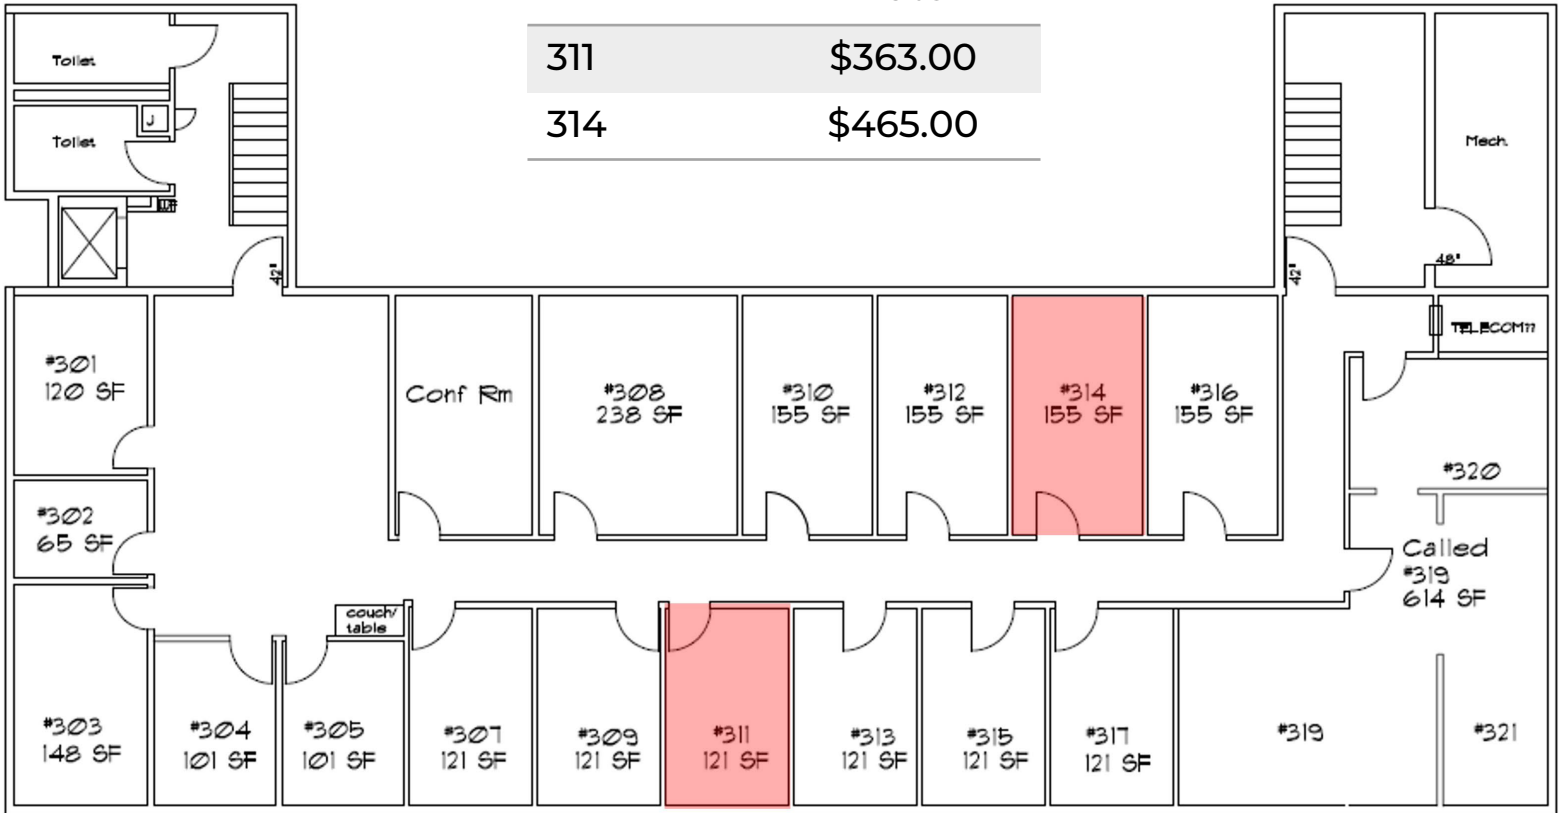 311 $363.00
314 $465.00
Toilet
J
Toilet
Mech.
42"
42"
48"
TELECOM??
#301
120 SF
Conf Rm
#308
238 SF
#310
155 SF
#312
155 SF
#314
155 SF
#316
155 SF
#320
#302
65 SF
Called
#319
614 SF
couch/
table
#303
148 SF
#304
101 SF
#305
101 SF
#307
121 SF
#309
121 SF
#311
121 SF
#313
121 SF
#315
121 SF
#317
121 SF
#319
#321